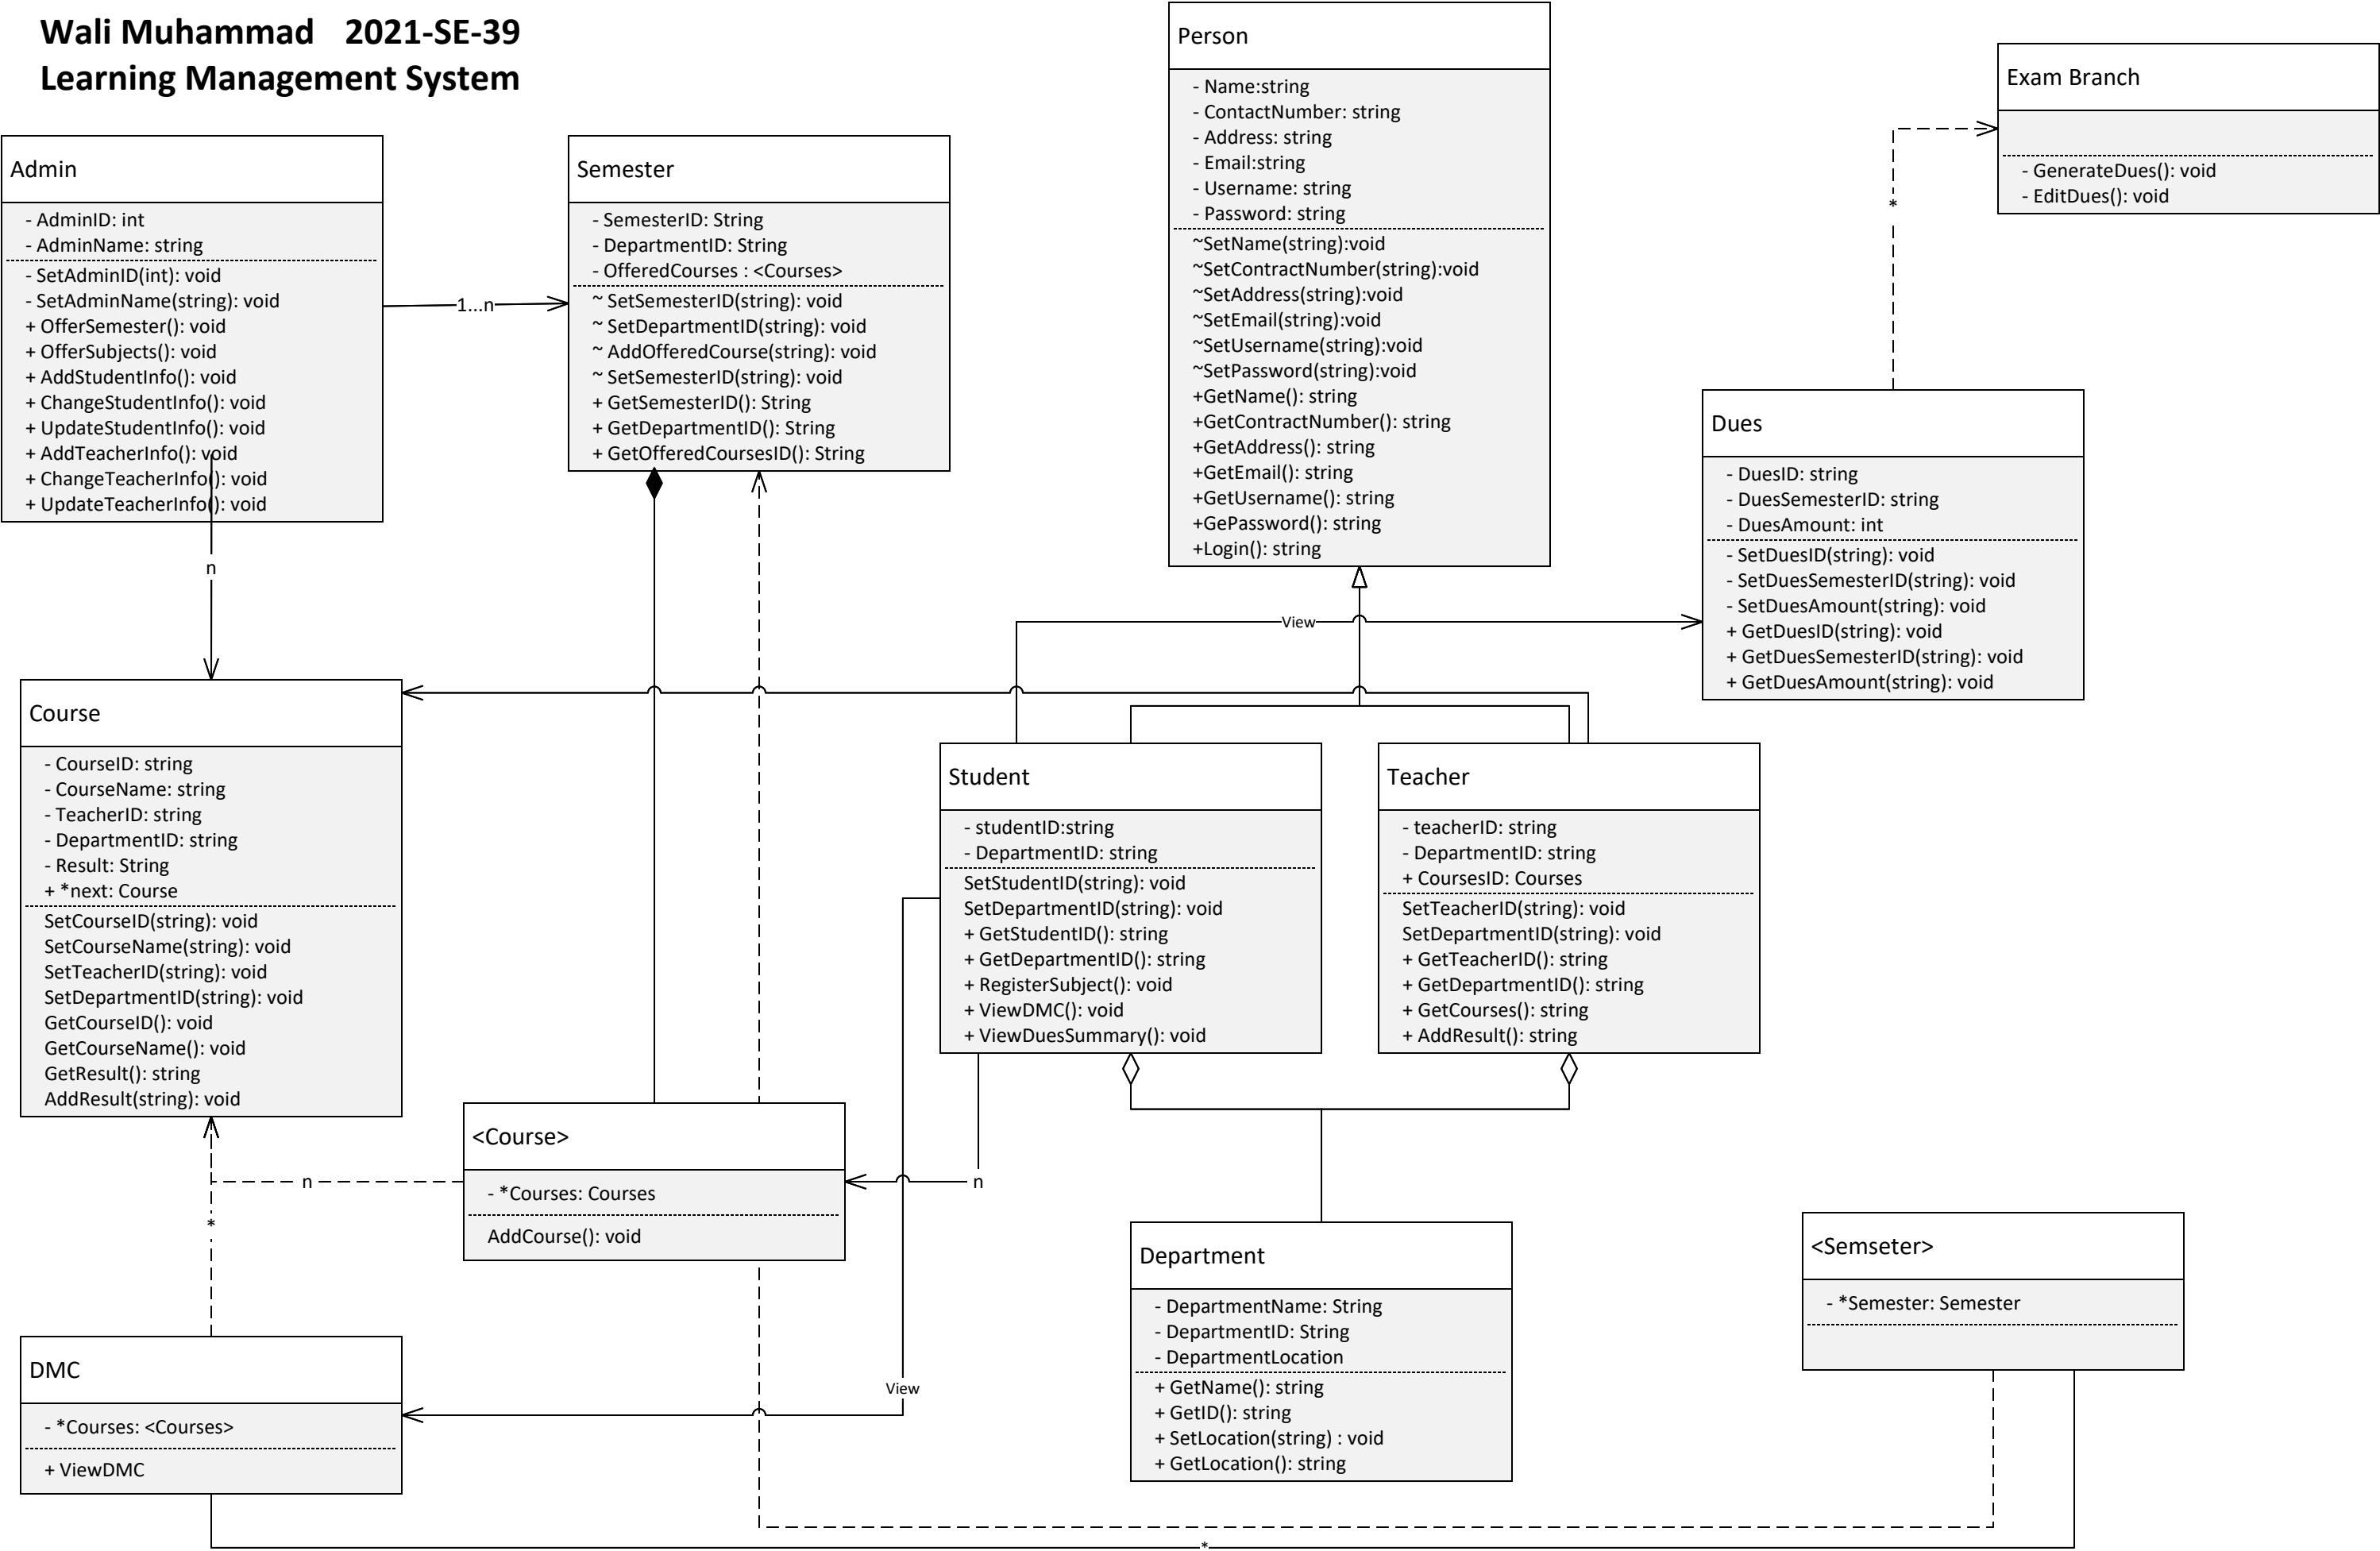 Wali Muhammad 2021-SE-39
Learning Management System
Admin
- AdminID: int
- AdminName: string
- SetAdminID(int): void
- SetAdminName(string): void
+ OfferSemester(): void
+ OfferSubjects(): void
+ AddStudentInfo(): void
+ ChangeStudentInfo(): void
+ UpdateStudentInfo(): void
+ AddTeacherInfo(): void
+ ChangeTeacherInfo(): void
+ UpdateTeacherInfo(): void
1...n
n
Semester
- SemesterID: String
- DepartmentID: String
- OfferedCourses : <Courses>
~ SetSemesterID(string): void
~ SetDepartmentID(string): void
~ AddOfferedCourse(string): void
~ SetSemesterID(string): void
+ GetSemesterID(): String
+ GetDepartmentID(): String
+ GetOfferedCoursesID(): String
Person
- Name:string
- ContactNumber: string
- Address: string
- Email:string
- Username: string
- Password: string
~SetName(string):void
~SetContractNumber(string):void
~SetAddress(string):void
~SetEmail(string):void
~SetUsername(string):void
~SetPassword(string):void
+GetName(): string
+GetContractNumber(): string
+GetAddress(): string
+GetEmail(): string
+GetUsername(): string
+GePassword(): string
+Login(): string
Exam Branch
- GenerateDues(): void
- EditDues(): void
*
Dues
- DuesID: string
- DuesSemesterID: string
- DuesAmount: int
- SetDuesID(string): void
- SetDuesSemesterID(string): void
- SetDuesAmount(string): void
+ GetDuesID(string): void
+ GetDuesSemesterID(string): void
+ GetDuesAmount(string): void
View
Course
- CourseID: string
- CourseName: string
- TeacherID: string
- DepartmentID: string
- Result: String
+ *next: Course
SetCourseID(string): void
SetCourseName(string): void
SetTeacherID(string): void
SetDepartmentID(string): void
GetCourseID(): void
GetCourseName(): void
GetResult(): string
AddResult(string): void
Student
- studentID:string
- DepartmentID: string
SetStudentID(string): void
SetDepartmentID(string): void
+ GetStudentID(): string
+ GetDepartmentID(): string
+ RegisterSubject(): void
+ ViewDMC(): void
+ ViewDuesSummary(): void
Teacher
- teacherID: string
- DepartmentID: string
+ CoursesID: Courses
SetTeacherID(string): void
SetDepartmentID(string): void
+ GetTeacherID(): string
+ GetDepartmentID(): string
+ GetCourses(): string
+ AddResult(): string
<Course>
- *Courses: Courses
AddCourse(): void
n
n
*
Department
- DepartmentName: String
- DepartmentID: String
- DepartmentLocation
+ GetName(): string
+ GetID(): string
+ SetLocation(string) : void
+ GetLocation(): string
<Semseter>
- *Semester: Semester
DMC
- *Courses: <Courses>
+ ViewDMC
View
*